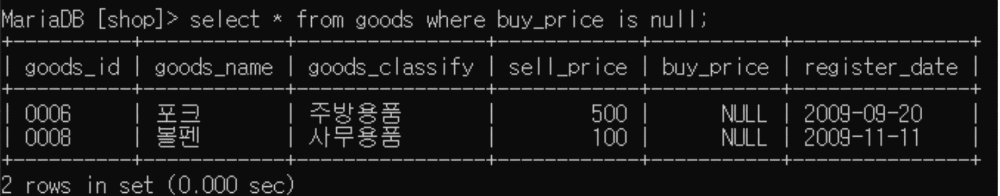 MariaDB [shop]> select * from goods where buy_price is null;
+----------+------------+----------------+------------+-----------+---------------+
| goods_id | goods_name | goods_classify | sell_price | buy_price | register_date |
+----------+------------+----------------+------------+-----------+---------------+
| 0006     | 포크       | 주방용품       |        500 |      NULL | 2009-09-20    |
| 0008     | 볼펜       | 사무용품       |        100 |      NULL | 2009-11-11    |
+----------+------------+----------------+------------+-----------+---------------+
2 rows in set (0.000 sec)